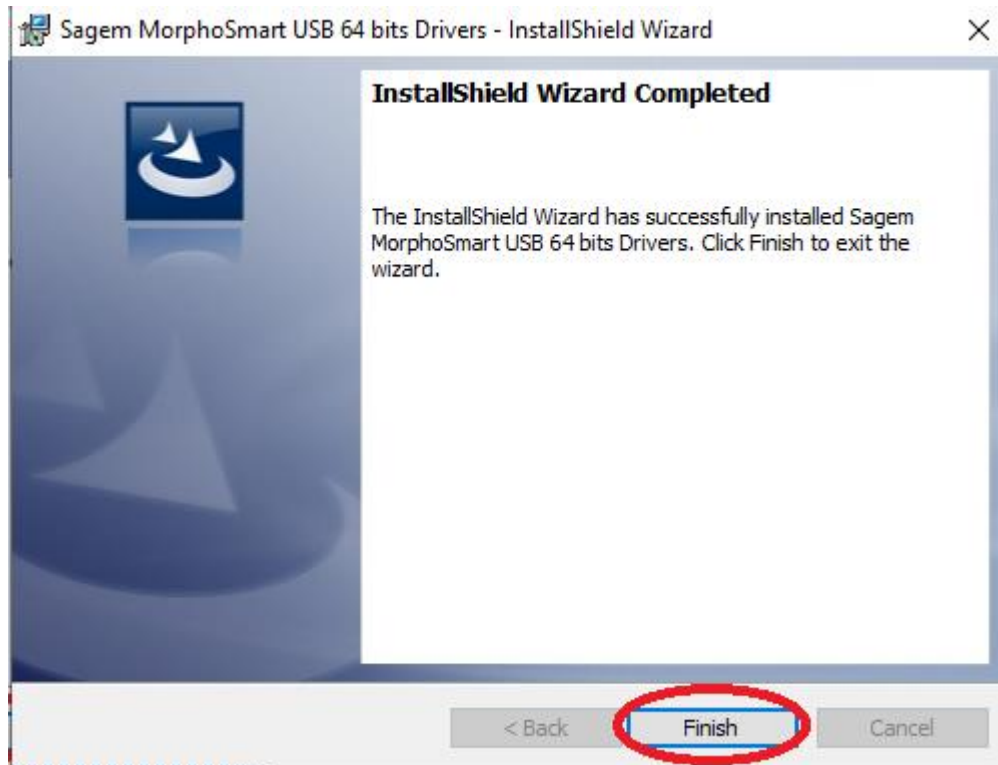 Sagem MorphoSmart USB 64 bits Drivers - InstallShield Wizard
InstallShield Wizard Completed
The InstallShield Wizard has successfully installed Sagem
MorphoSmart USB 64 bits Drivers. Click Finish to exit the
wizard.
< Back Finish Cancel